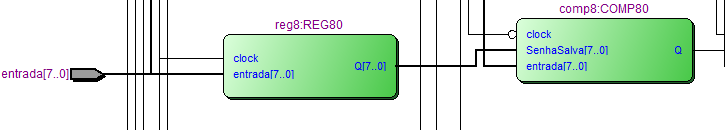 reg8:REG80
clock
entrada[7..0]
Q[7..0]
entrada[7..0]
comp8:COMP80
clock
SenhaSalva[7..0]
Q
entrada[7..0]